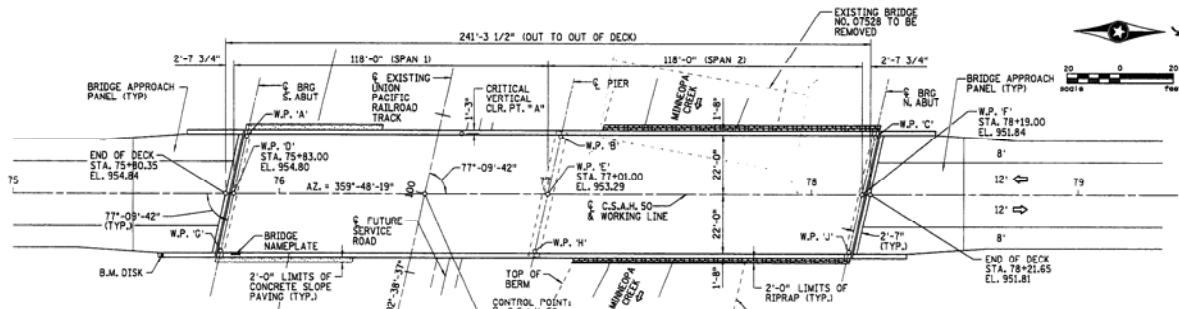 EXISTING BRIDGE
NO. 07528 TO BE
REMOVED
241'-3 1/2" (OUT TO OUT OF DECK)
2'-7 3/4"
118'-0" (SPAN 1)
118'-0" (SPAN 2)
2'-7 3/4"
20
0
20
scale
feet
BRIDGE APPROACH
PANEL (TYP)
℄ BRG
S. ABUT
℄ EXISTING
UNION
PACIFIC
RAILROAD
TRACK
1'-3"
CRITICAL
VERTICAL
CLR. PT. "A"
℄ PIER
MINNEOPA
CREEK
1'-8"
℄ BRG
N. ABUT
BRIDGE APPROACH
PANEL (TYP)
W.P. 'A'
W.P. 'B'
W.P. 'C'
W.P. 'F'
STA. 78+19.00
EL. 951.84
END OF DECK
STA. 75+80.35
EL. 954.84
W.P. 'D'
STA. 75+83.00
EL. 954.80
77°-09'-42"
W.P. 'E'
STA. 77+01.00
EL. 953.29
22'-0"
8'
12'
75
76
AZ. = 359°-48'-19"
100
77
78
79
℄ C.S.A.H. 50
& WORKING LINE
77°-09'-42"
(TYP.)
22'-0"
12'
8'
W.P. 'G'
BRIDGE
NAMEPLATE
℄ FUTURE
SERVICE
ROAD
W.P. 'H'
W.P. 'J'
2'-7"
(TYP.)
B.M. DISK
2'-0" LIMITS OF
CONCRETE SLOPE
PAVING (TYP.)
TOP OF
BERM
CONTROL POINT:
MINNEOPA
CREEK
1'-8"
2'-0" LIMITS OF
RIPRAP (TYP.)
END OF DECK
STA. 78+21.65
EL. 951.81